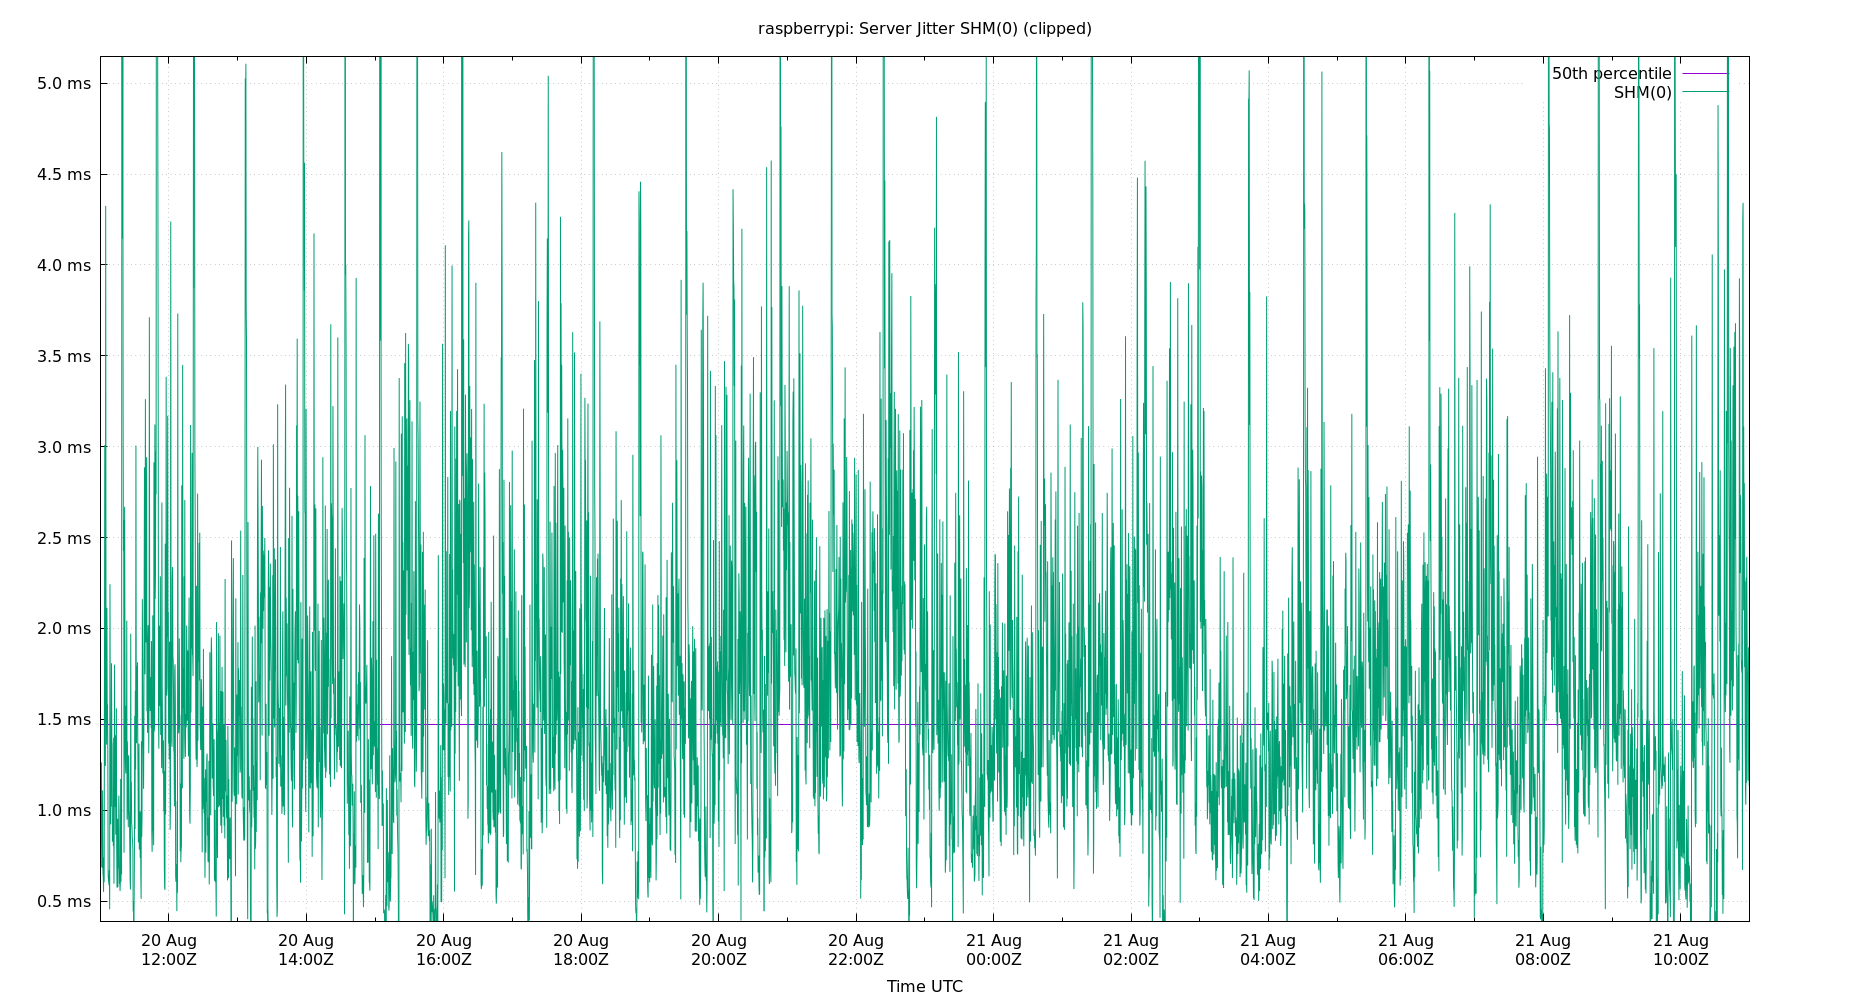 raspberrypi: Server Jitter SHM(0) (clipped)
50th percentile
SHM(0)
5.0 ms
4.5 ms
4.0 ms
3.5 ms
3.0 ms
2.5 ms
2.0 ms
1.5 ms
1.0 ms
0.5 ms
20 Aug 20 Aug 20 Aug 20 Aug 20 Aug 20 Aug 21 Aug 21 Aug 21 Aug 21 Aug 21 Aug 21 Aug
12:00Z 14:00Z 16:00Z 18:00Z 20:00Z 22:00Z 00:00Z 02:00Z 04:00Z 06:00Z 08:00Z 10:00Z
Time UTC